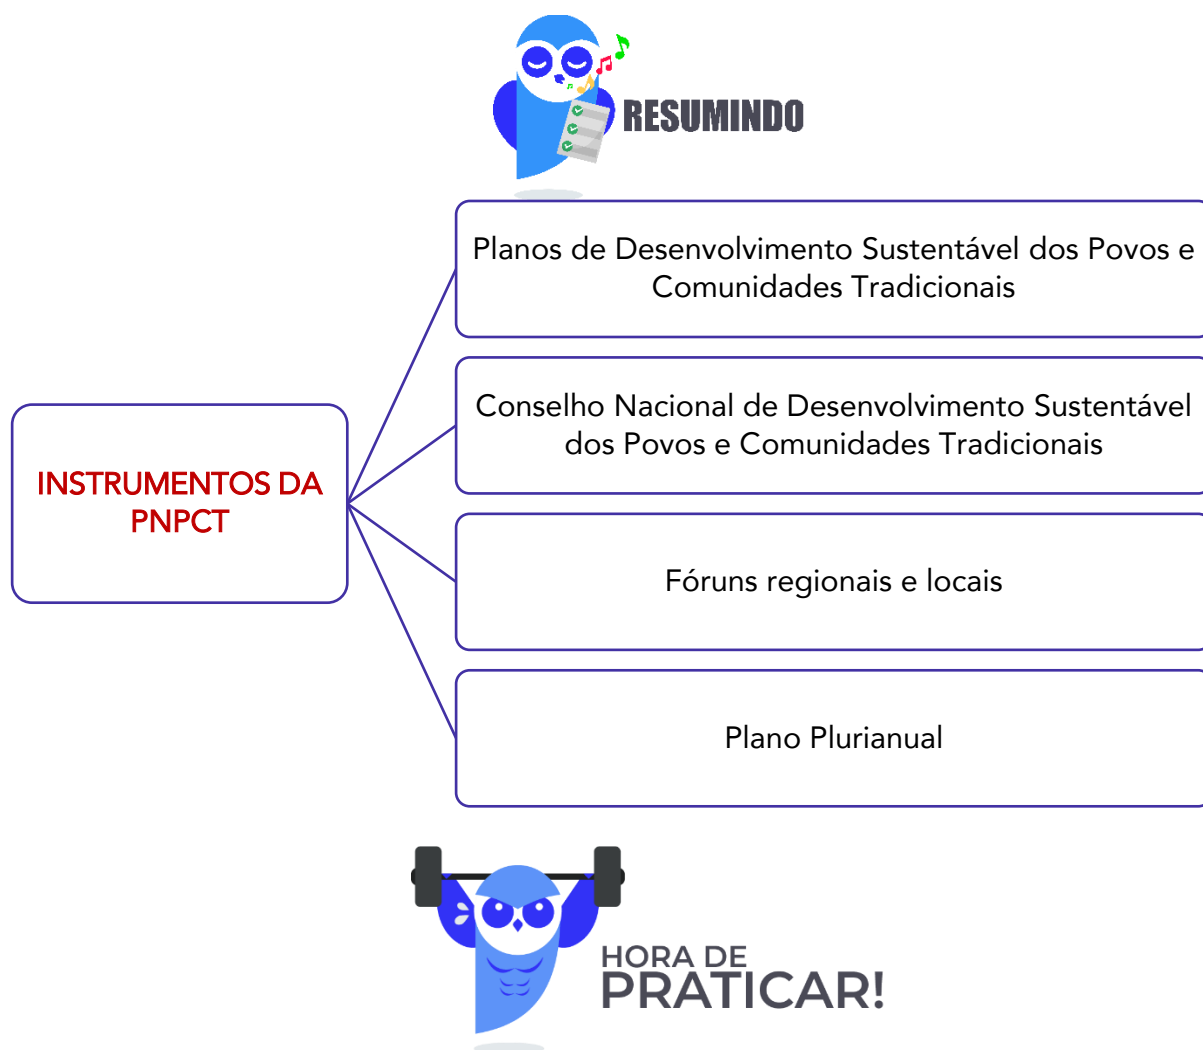 RESUMINDO
Planos de Desenvolvimento Sustentável dos Povos e
Comunidades Tradicionais
Conselho Nacional de Desenvolvimento Sustentável
dos Povos e Comunidades Tradicionais
INSTRUMENTOS DA
PNPCT
Fóruns regionais e locais
Plano Plurianual
HORA DE
PRATICAR!